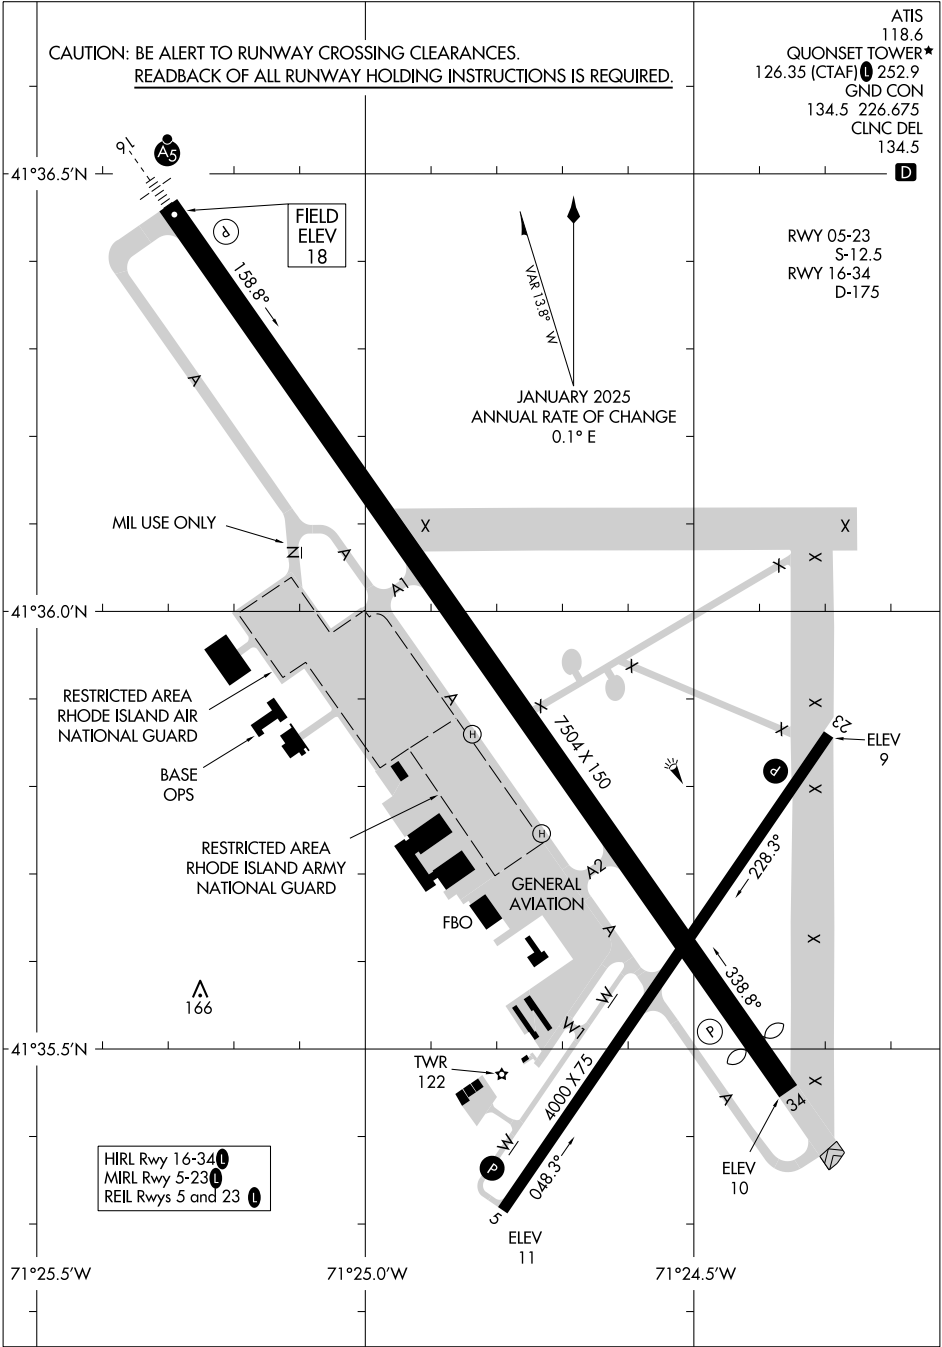 CAUTION: BE ALERT TO RUNWAY CROSSING CLEARANCES.
READBACK OF ALL RUNWAY HOLDING INSTRUCTIONS IS REQUIRED.
ATIS
118.6
QUONSET TOWER★
126.35 (CTAF) L 252.9
GND CON
134.5 226.675
CLNC DEL
134.5
D
RWY 05-23
S-12.5
RWY 16-34
D-175
41°36.5'N
16
A5
FIELD
ELEV
18
P
158.8°
VAR 13.8° W
JANUARY 2025
ANNUAL RATE OF CHANGE
0.1° E
A
MIL USE ONLY
N
A
A1
X
X
X
X
41°36.0'N
X
X
X
X
X
RESTRICTED AREA
RHODE ISLAND AIR
NATIONAL GUARD
A
H
7504 X 150
23
ELEV
9
P
X
BASE
OPS
RESTRICTED AREA
RHODE ISLAND ARMY
NATIONAL GUARD
H
228.3°
A2
GENERAL
AVIATION
FBO
A
X
338.8°
166
W
W1
P
41°35.5'N
TWR
122
4000 X 75
X
A
34
W
P
048.3°
5
ELEV
10
ELEV
11
HIRL Rwy 16-34 L
MIRL Rwy 5-23 L
REIL Rwys 5 and 23 L
71°25.5'W
71°25.0'W
71°24.5'W